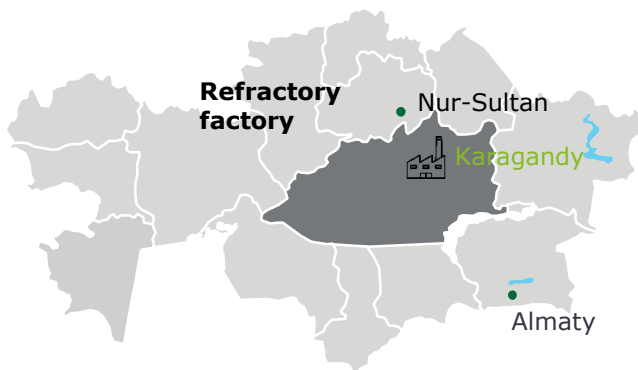 Refractory
factory
Nur-Sultan
Karagandy
Almaty